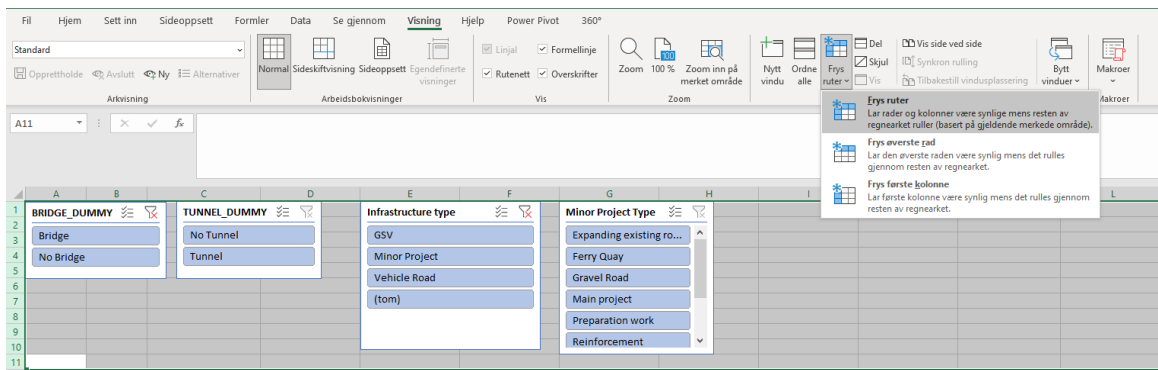 Fil Hjem Sett inn Sideoppsett Formler Data Se gjennom Visning Hjelp Power Pivot 360°
Standard
Opprettholde Avslutt Ny Alternativer
Arkvisning
Normal Sideskiftvisning Sideoppsett Egendefinerte visninger
Arbeidsbokvisninger
Linjal Formellinje
Rutenett Overskrifter
Vis
Zoom 100 % Zoom inn på merket område
100
Zoom
Nytt vindu Ordne alle Frys ruter
Del
Skjul
Vis
Vis side ved side
Synkron rulling
Tilbakestill vindusplassering
Bytt vinduer
Makroer
Makroer
Frys ruter
Lar rader og kolonner være synlige mens resten av
regnearket ruller (basert på gjeldende merkede område).
Frys øverste rad
Lar den øverste raden være synlig mens det rulles
gjennom resten av regnearket.
Frys første kolonne
Lar første kolonne være synlig mens det rulles gjennom
resten av regnearket.
A11 fx
A B C D E F G H I L
1
2
3
4
5
6
7
8
9
10
11
BRIDGE_DUMMY
Bridge
No Bridge
TUNNEL_DUMMY
No Tunnel
Tunnel
Infrastructure type
GSV
Minor Project
Vehicle Road
(tom)
Minor Project Type
Expanding existing ro...
Ferry Quay
Gravel Road
Main project
Preparation work
Reinforcement